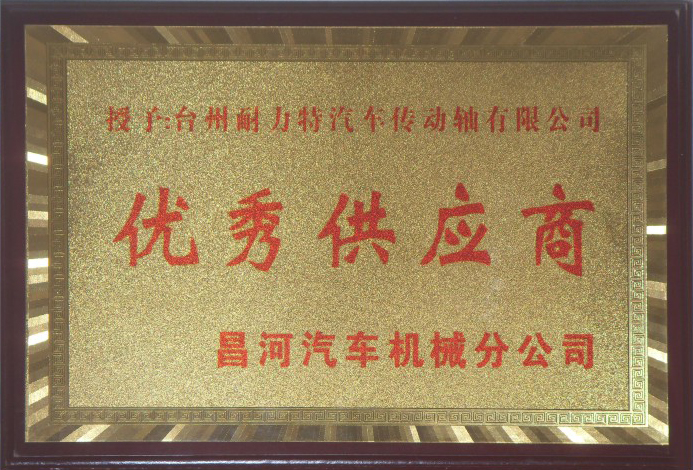 授予:台州耐力特汽车传动轴有限公司
优秀供应商
昌河汽车机械分公司